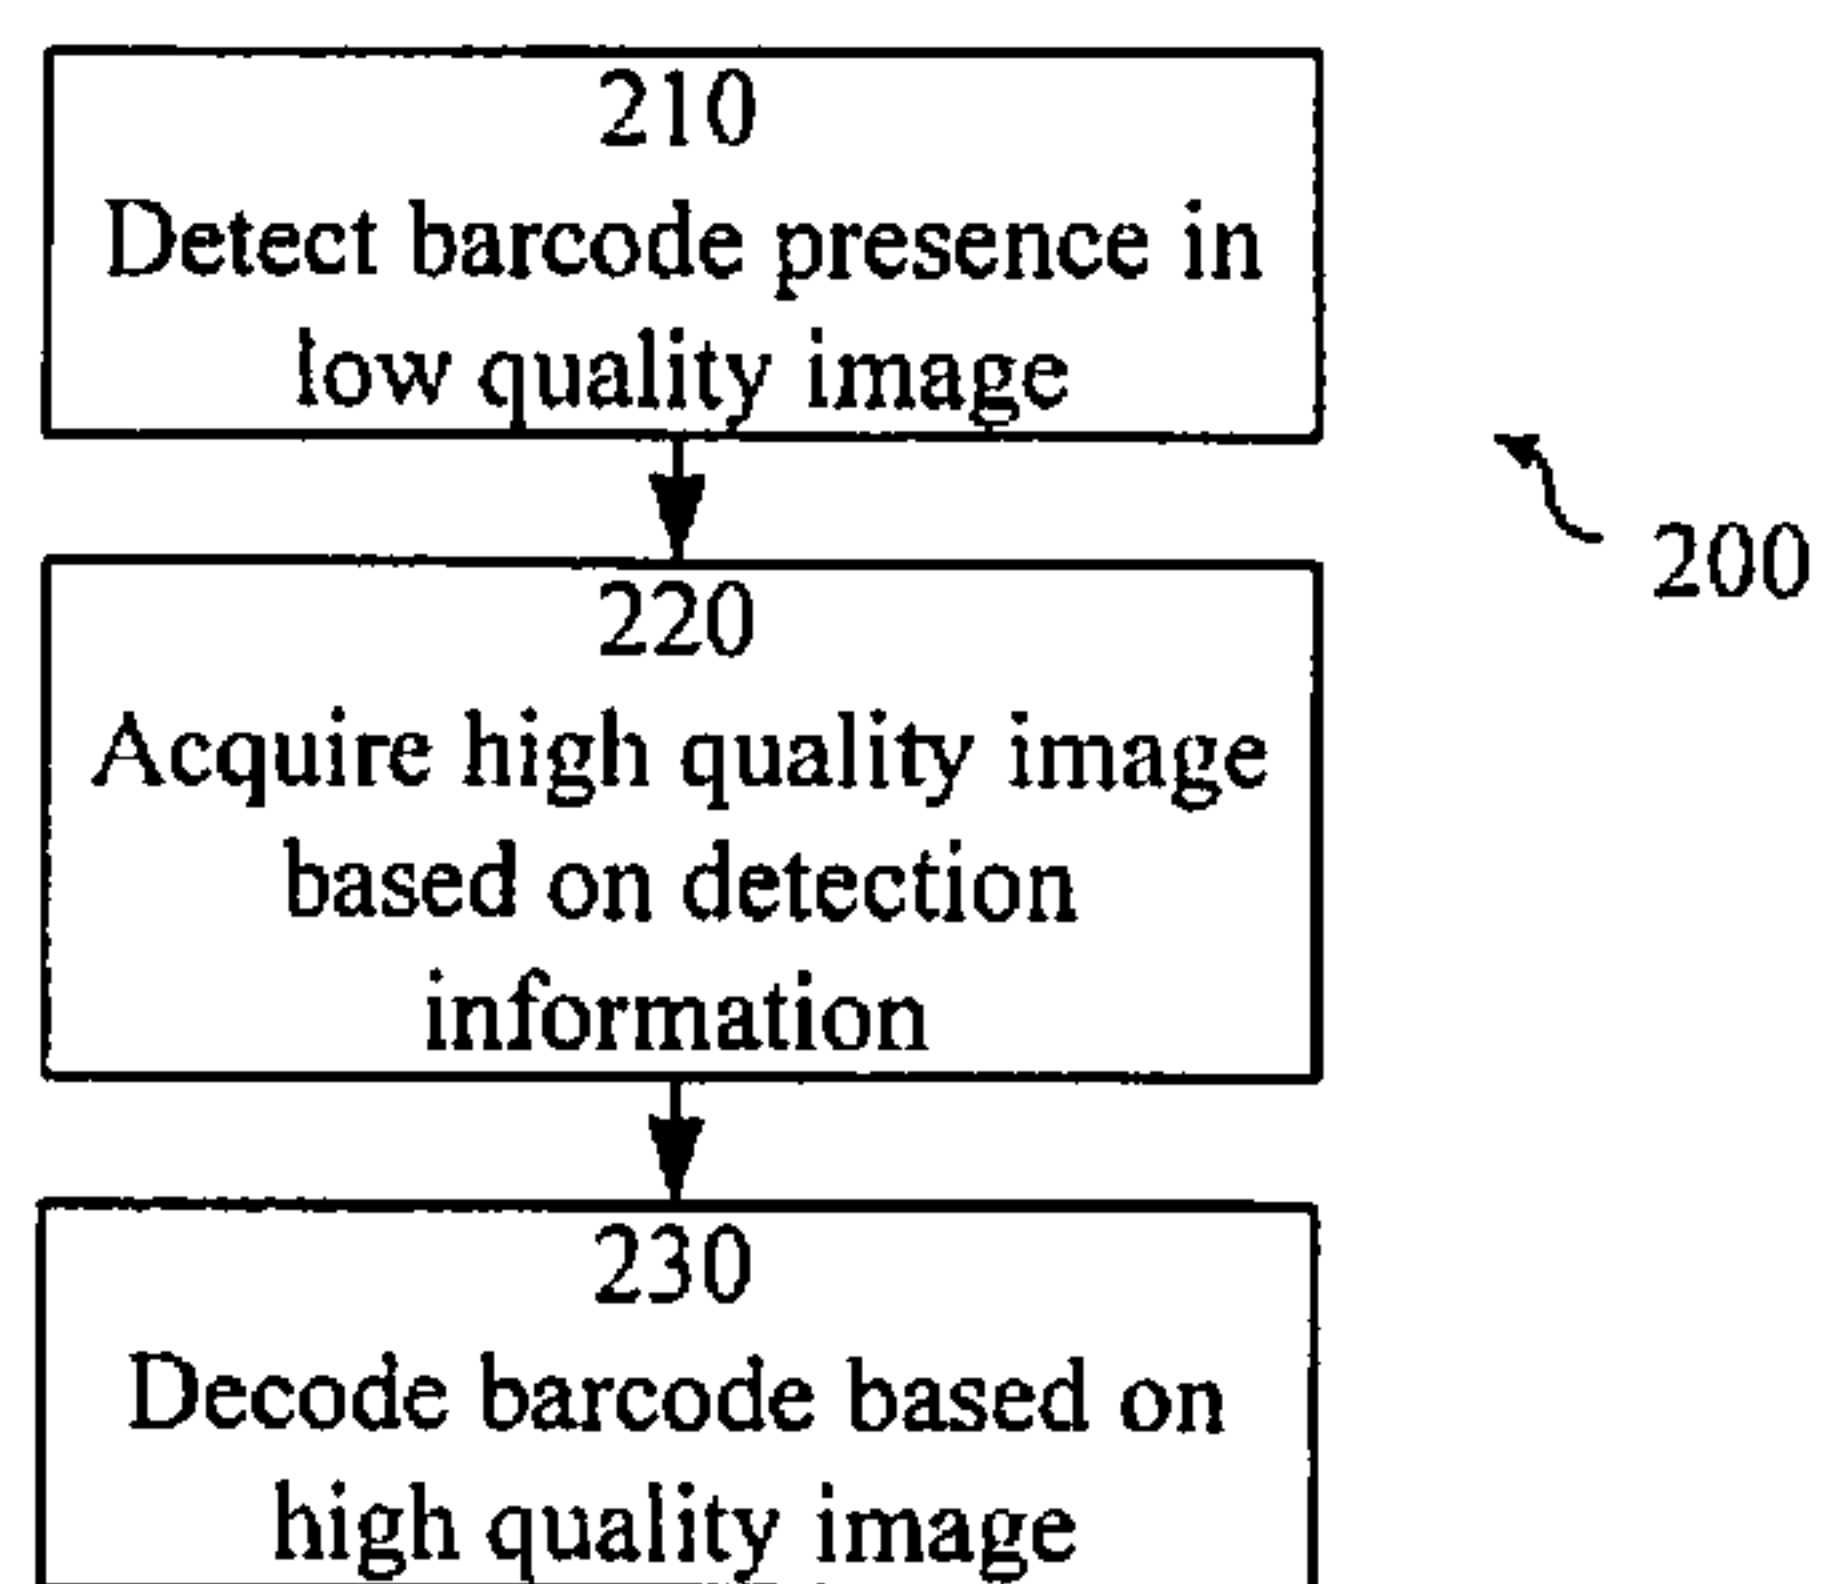 210
Detect barcode presence in
low quality image
200
220
Acquire high quality image
based on detection
information
230
Decode barcode based on
high quality image